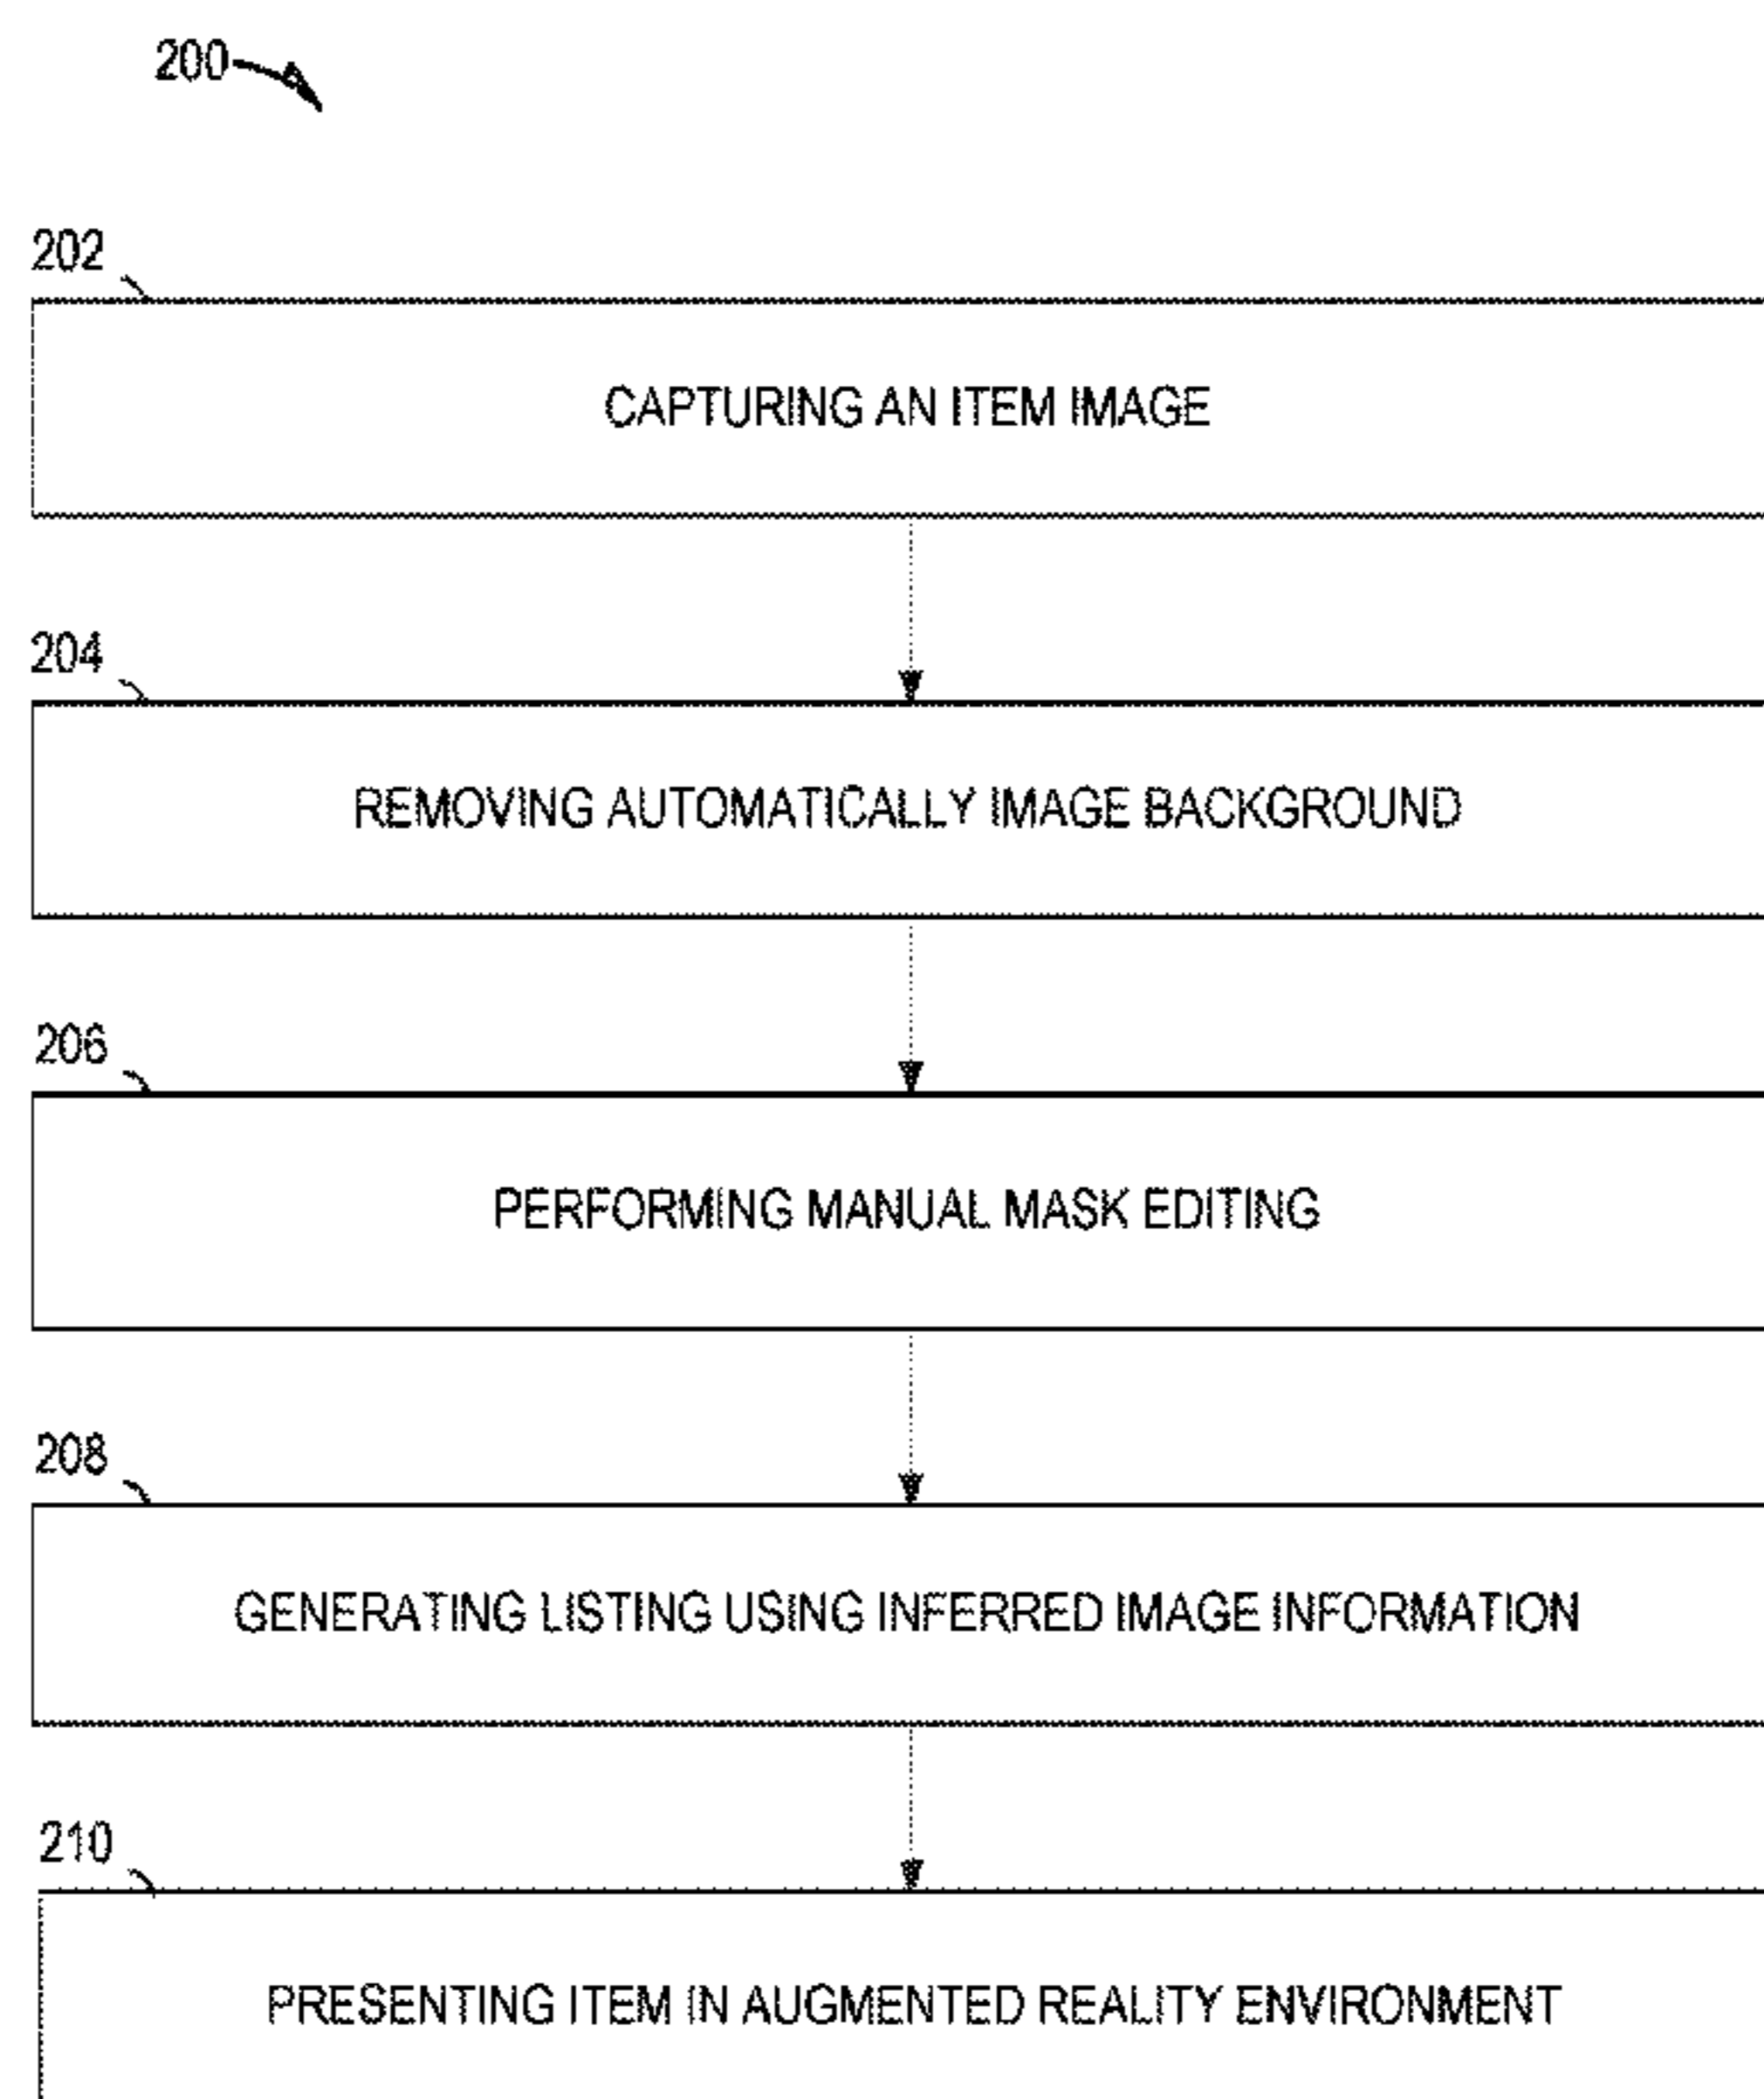 200
202
CAPTURING AN ITEM IMAGE
204
REMOVING AUTOMATICALLY IMAGE BACKGROUND
206
PERFORMING MANUAL MASK EDITING
208
GENERATING LISTING USING INFERRED IMAGE INFORMATION
210
PRESENTING ITEM IN AUGMENTED REALITY ENVIRONMENT